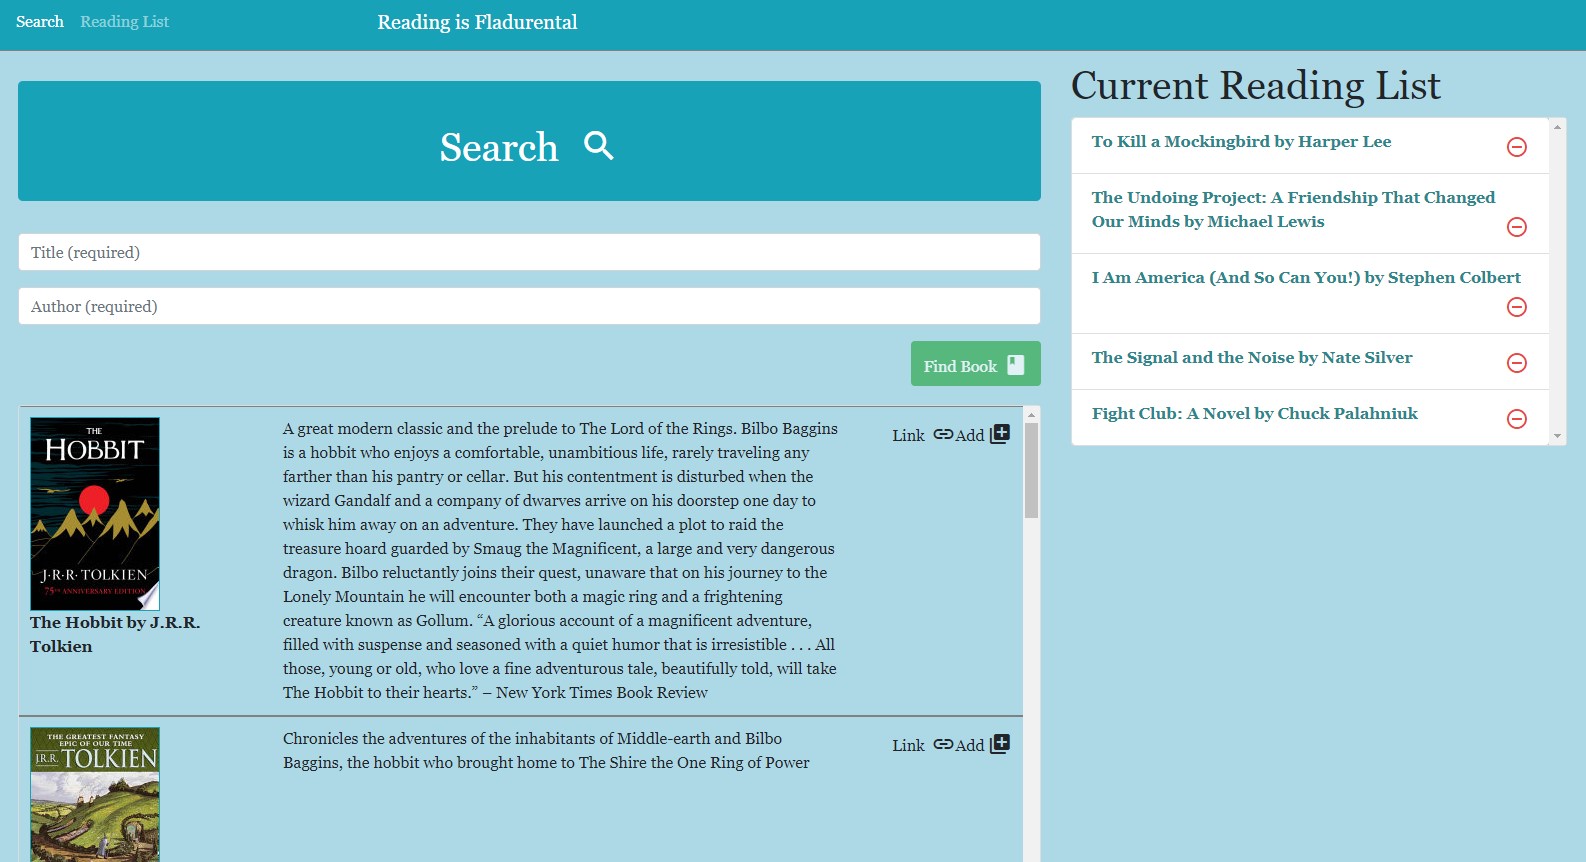 Search Reading List Reading is Fladurental
Search
Title (required)
Author (required)
Find Book
THE
HOBBIT
J·R·R·TOLKIEN
75TH ANNIVERSARY EDITION
The Hobbit by J.R.R.
Tolkien
A great modern classic and the prelude to The Lord of the Rings. Bilbo Baggins
is a hobbit who enjoys a comfortable, unambitious life, rarely traveling any
farther than his pantry or cellar. But his contentment is disturbed when the
wizard Gandalf and a company of dwarves arrive on his doorstep one day to
whisk him away on an adventure. They have launched a plot to raid the
treasure hoard guarded by Smaug the Magnificent, a large and very dangerous
dragon. Bilbo reluctantly joins their quest, unaware that on his journey to the
Lonely Mountain he will encounter both a magic ring and a frightening
creature known as Gollum. “A glorious account of a magnificent adventure,
filled with suspense and seasoned with a quiet humor that is irresistible . . . All
those, young or old, who love a fine adventurous tale, beautifully told, will take
The Hobbit to their hearts.” – New York Times Book Review
Link Add
THE GREATEST FANTASY
EPIC OF OUR TIME
J.R.R. TOLKIEN
Chronicles the adventures of the inhabitants of Middle-earth and Bilbo
Baggins, the hobbit who brought home to The Shire the One Ring of Power
Link Add
Current Reading List
To Kill a Mockingbird by Harper Lee
The Undoing Project: A Friendship That Changed
Our Minds by Michael Lewis
I Am America (And So Can You!) by Stephen Colbert
The Signal and the Noise by Nate Silver
Fight Club: A Novel by Chuck Palahniuk